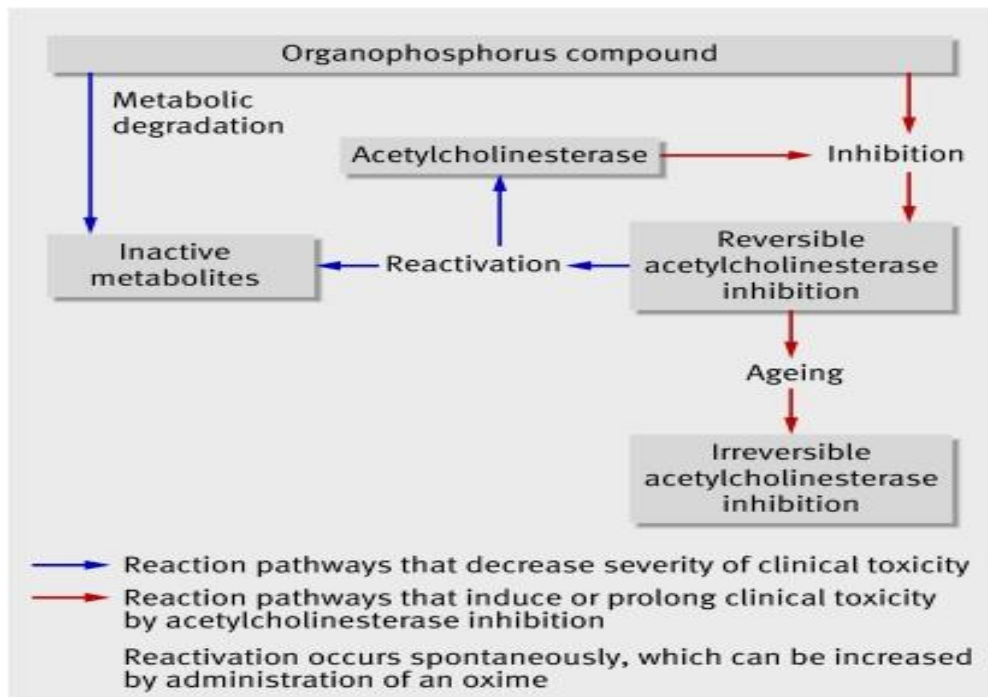 Organophosphorus compound
Metabolic
degradation
Acetylcholinesterase
Inhibition
Inactive
metabolites
Reactivation
Reversible
acetylcholinesterase
inhibition
Ageing
Irreversible
acetylcholinesterase
inhibition
Reaction pathways that decrease severity of clinical toxicity
Reaction pathways that induce or prolong clinical toxicity
by acetylcholinesterase inhibition
Reactivation occurs spontaneously, which can be increased
by administration of an oxime